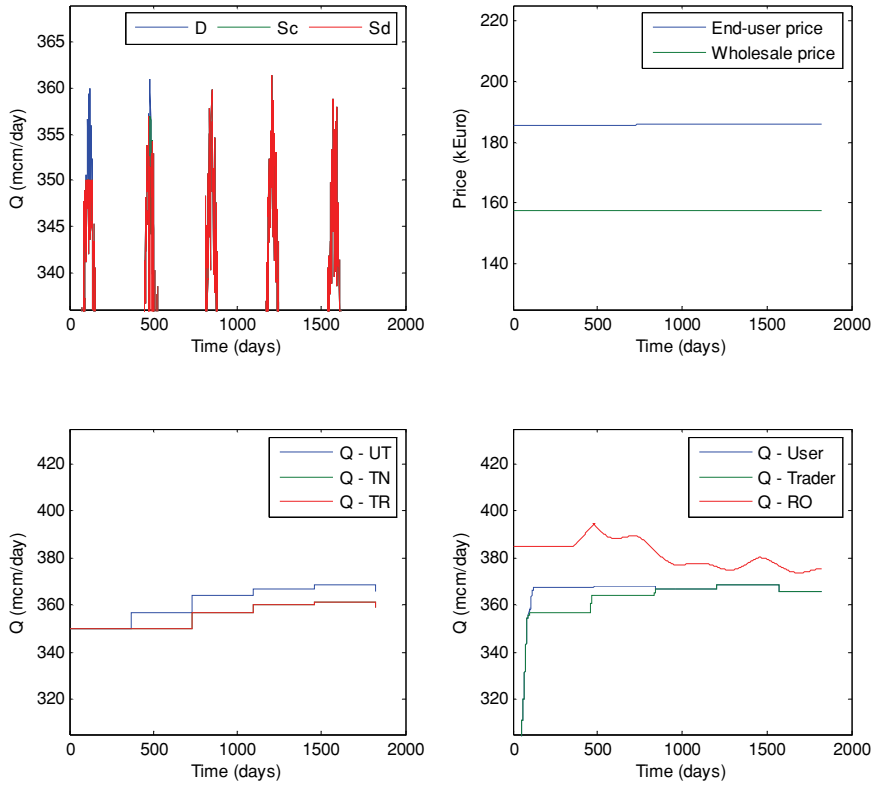 D Sc Sd
365
360
355
350
345
340
Q (mcm/day)
0 500 1000 1500 2000
Time (days)
End-user price
Wholesale price
220
200
180
160
140
Price (kEuro)
0 500 1000 1500 2000
Time (days)
Q - UT
Q - TN
Q - TR
420
400
380
360
340
320
Q (mcm/day)
0 500 1000 1500 2000
Time (days)
Q - User
Q - Trader
Q - RO
420
400
380
360
340
320
Q (mcm/day)
0 500 1000 1500 2000
Time (days)